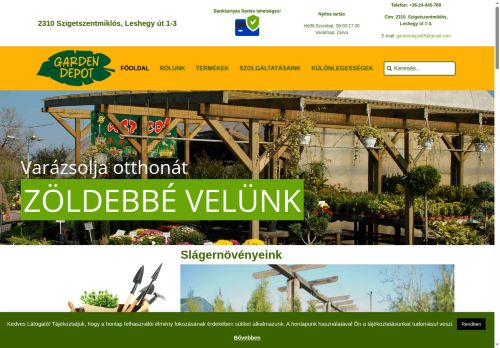 2310 Szigetszentmiklós, Leshegy út 1-3
Bankkártyás fizetés lehetséges!
Nyitva tartás
Hétfő-Szombat: 08:00-17:00
Vasárnap: Zárva
Telefon: +36-24-445-769
Cím: 2310. Szigetszentmiklós,
Leshegy út 1-3.
E-mail: gardendepotkft@gmail.com
GARDEN
DEPOT
FŐOLDAL
RÓLUNK
TERMÉKEK
SZOLGÁLTATÁSAINK
KÜLÖNLEGESSÉGEK
Keresés...
Varázsolja otthonát
ZÖLDEBBÉ VELÜNK
Slágernövényeink
Kedves Látogató! Tájékoztatjuk, hogy a honlap felhasználói élmény fokozásának érdekében sütiket alkalmazunk. A honlapunk használatával Ön a tájékoztatásunkat tudomásul veszi.
Rendben
Bővebben